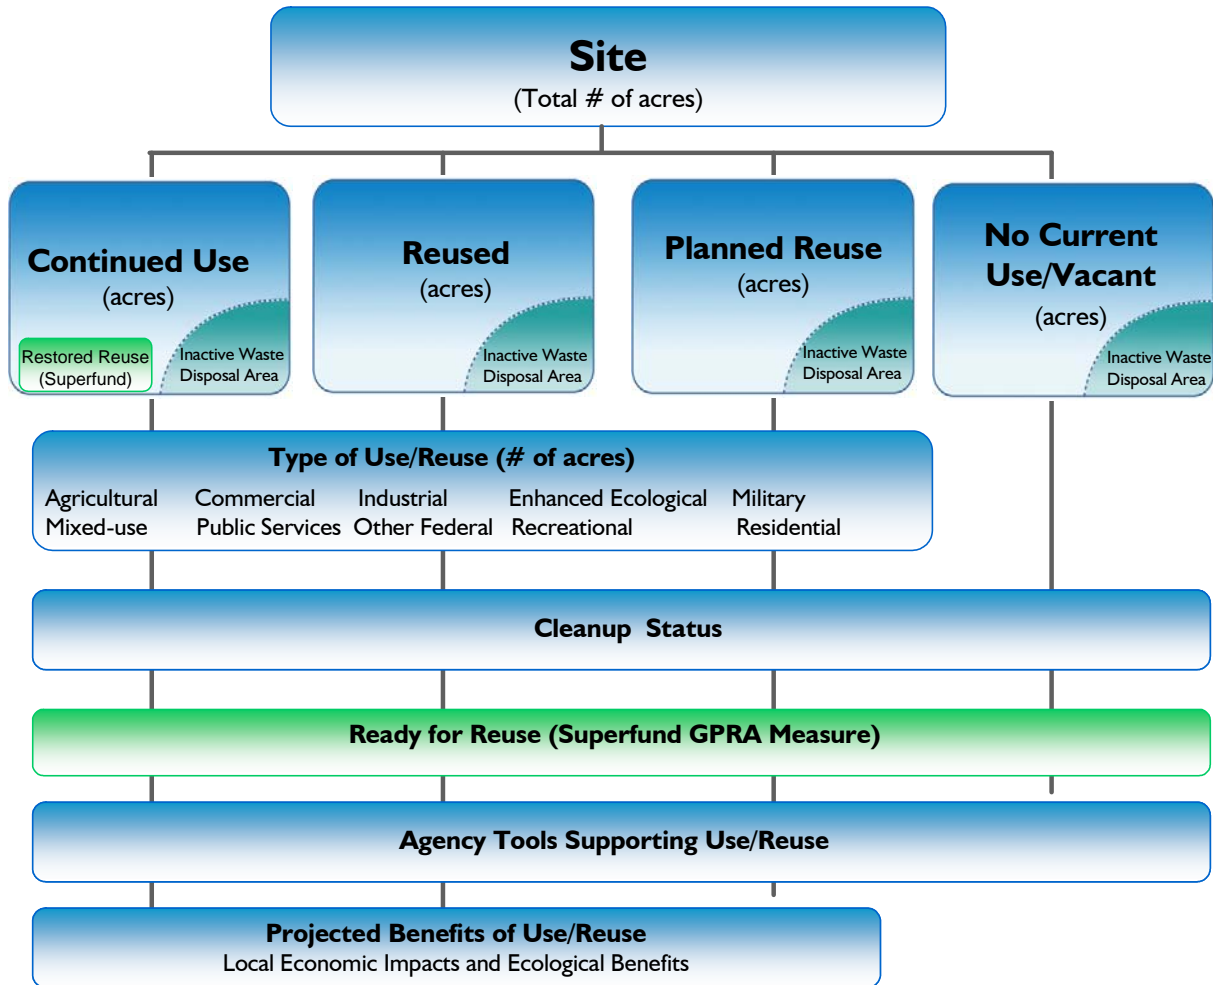 Site
(Total # of acres)
Continued Use
(acres)
Restored Reuse
(Superfund)
Inactive Waste
Disposal Area
Reused
(acres)
Inactive Waste
Disposal Area
Planned Reuse
(acres)
Inactive Waste
Disposal Area
No Current
Use/Vacant
(acres)
Inactive Waste
Disposal Area
Type of Use/Reuse (# of acres)
Agricultural Commercial Industrial Enhanced Ecological Military
Mixed-use Public Services Other Federal Recreational Residential
Cleanup Status
Ready for Reuse (Superfund GPRA Measure)
Agency Tools Supporting Use/Reuse
Projected Benefits of Use/Reuse
Local Economic Impacts and Ecological Benefits